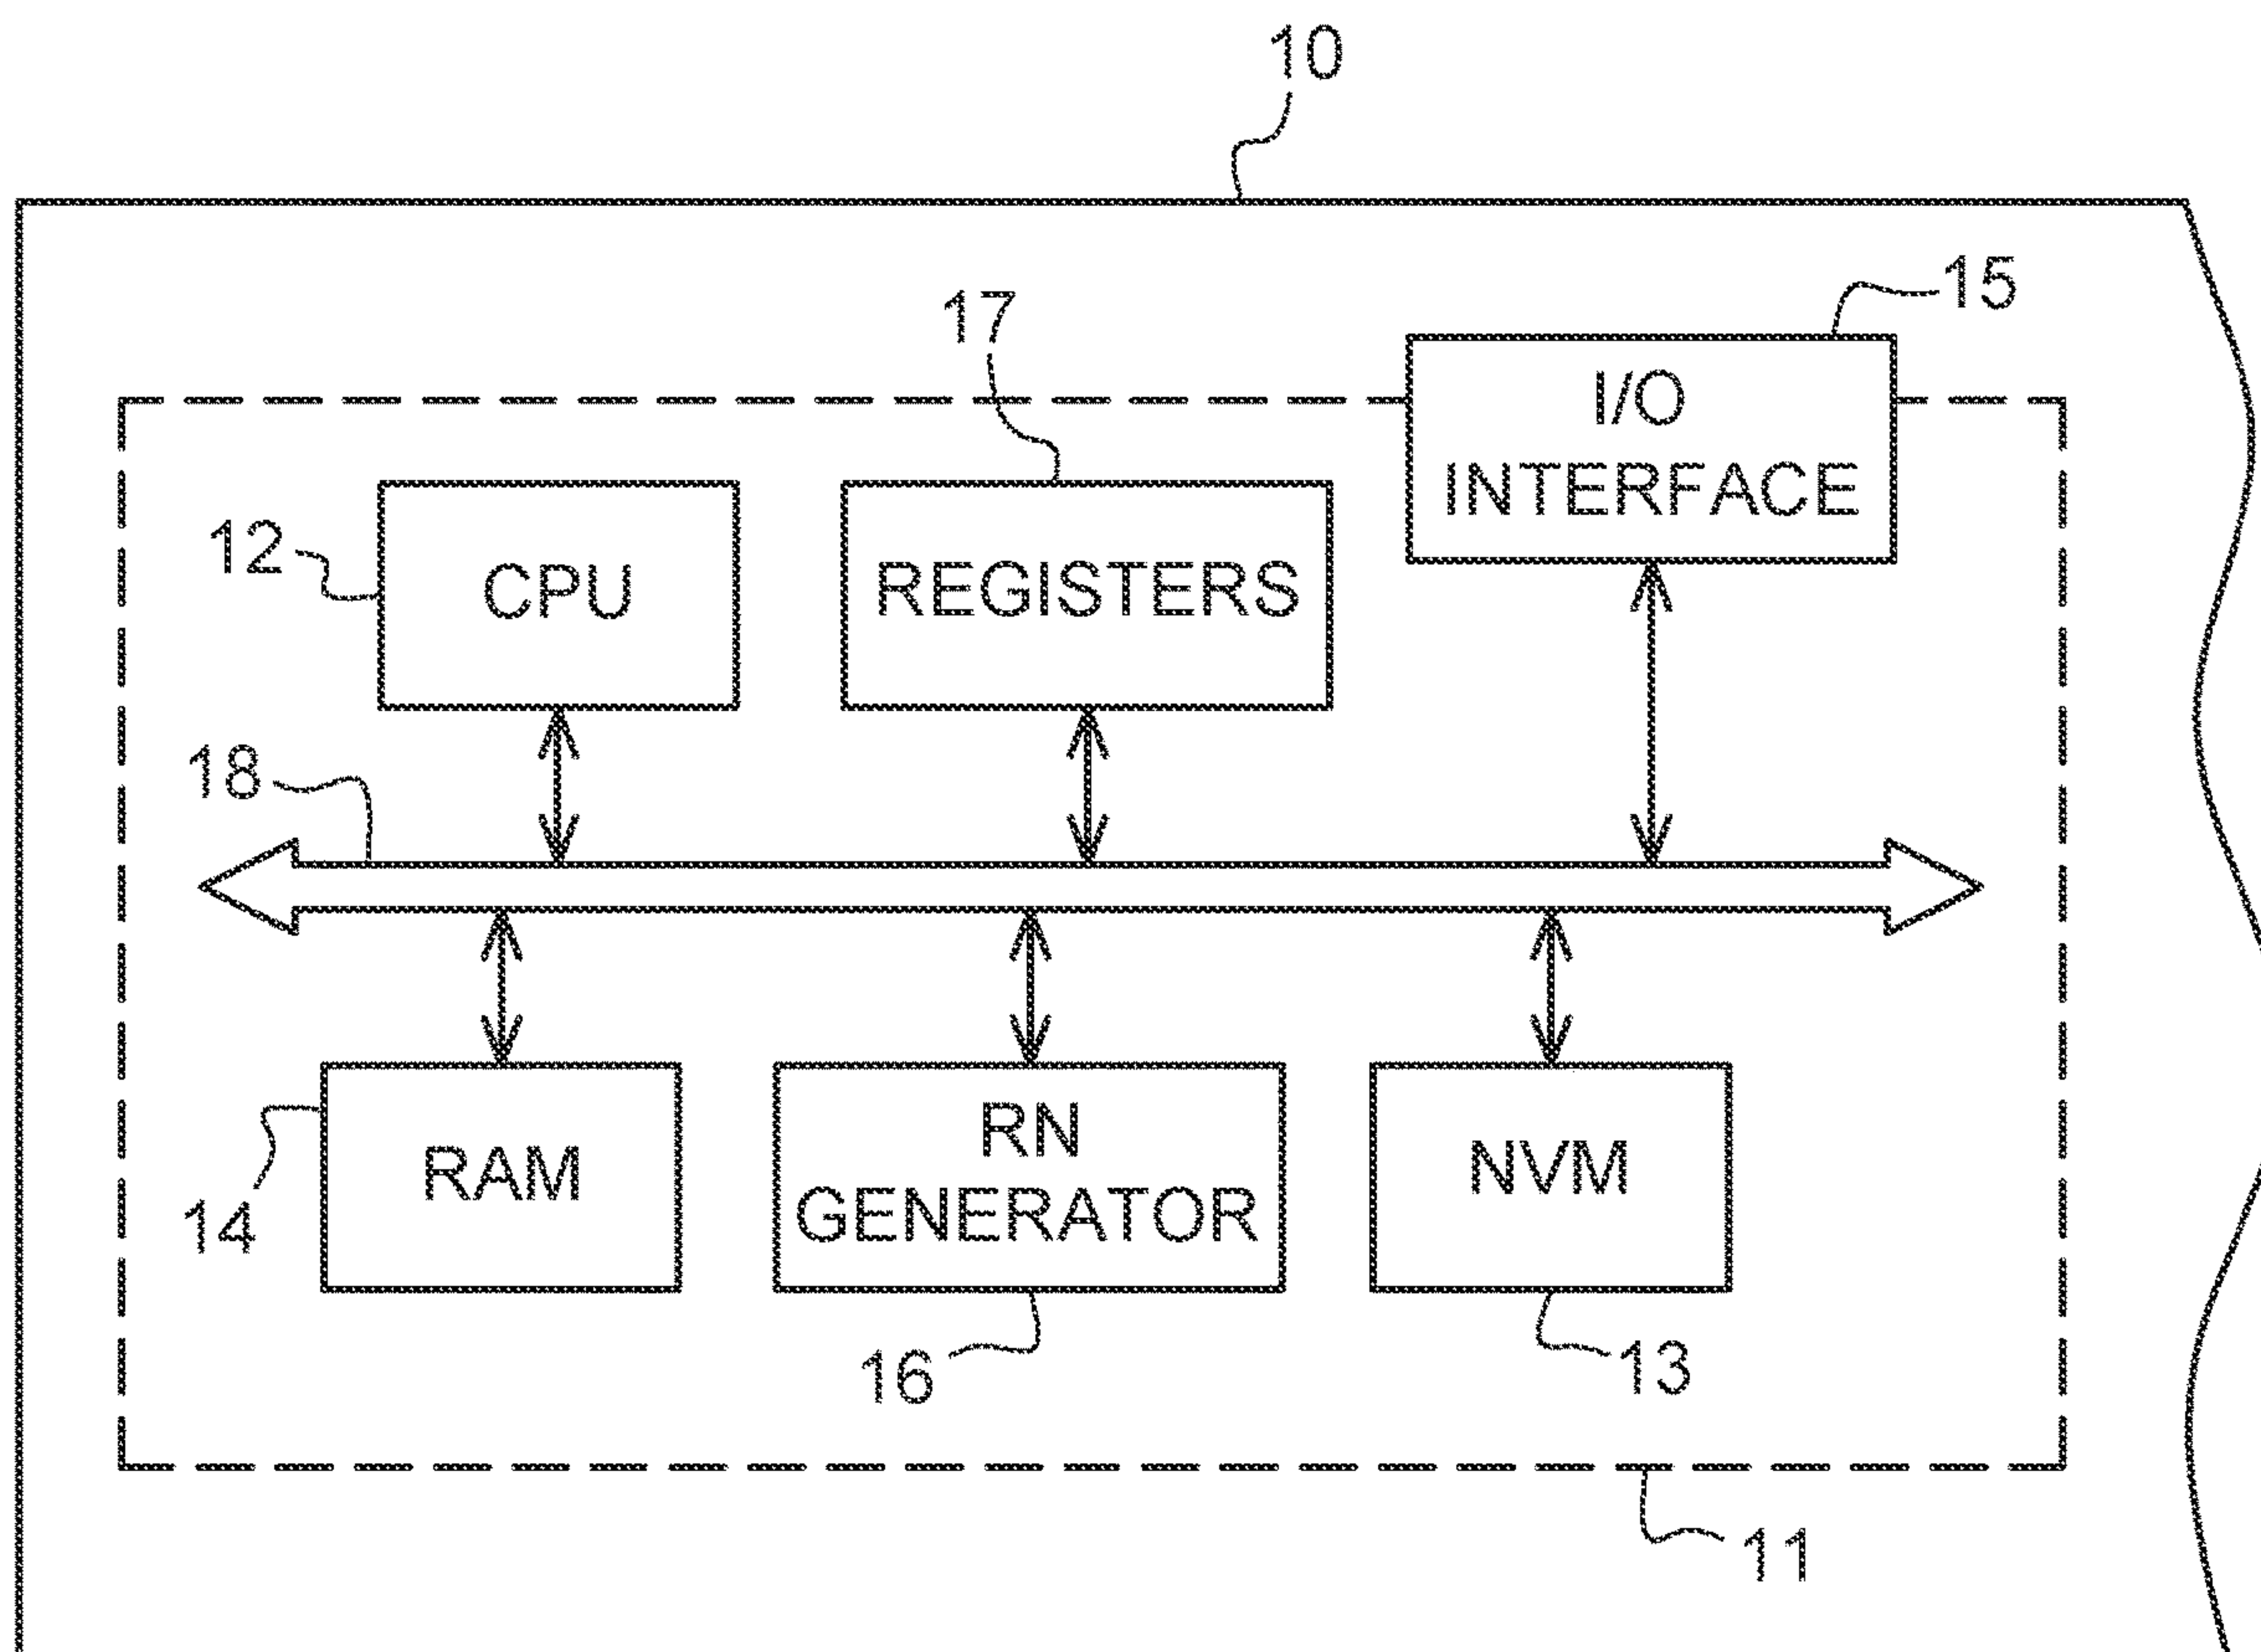 10
17
15
I/O
INTERFACE
12
CPU
REGISTERS
18
RAM
RN
GENERATOR
NVM
14
16
13
11